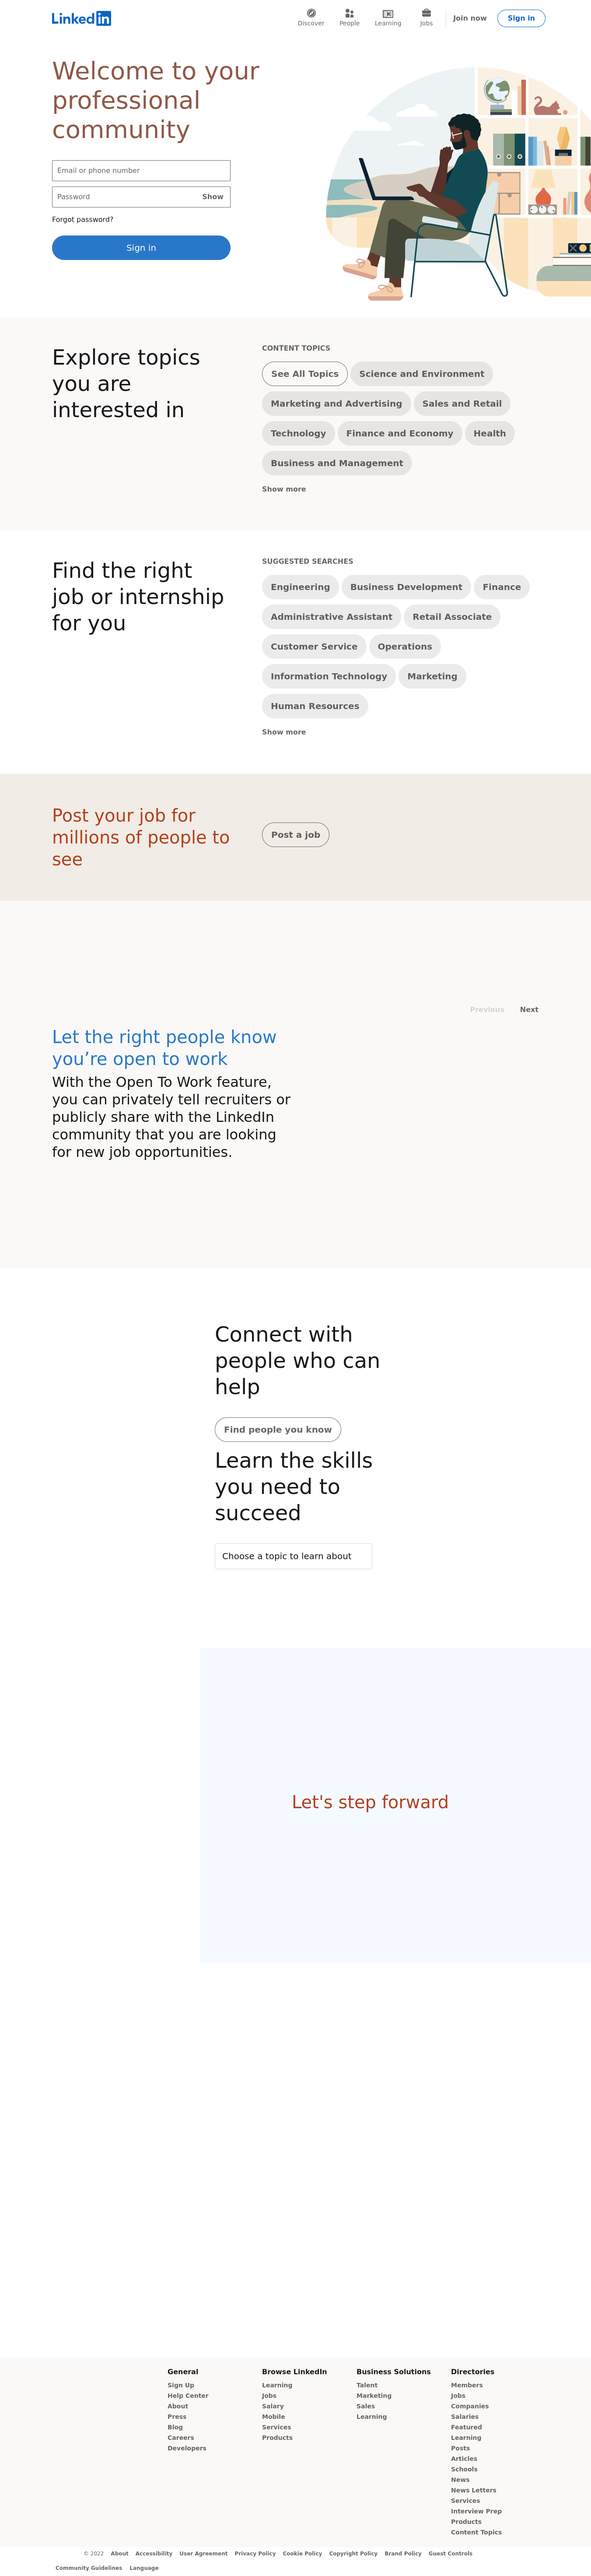 LinkedIn
Discover
People
Learning
Jobs
Join now
Sign in
Welcome to your
professional
community
Email or phone number
Password
Show
Forgot password?
Sign in
Explore topics
you are
interested in
CONTENT TOPICS
See All Topics
Science and Environment
Marketing and Advertising
Sales and Retail
Technology
Finance and Economy
Health
Business and Management
Show more
Find the right
job or internship
for you
SUGGESTED SEARCHES
Engineering
Business Development
Finance
Administrative Assistant
Retail Associate
Customer Service
Operations
Information Technology
Marketing
Human Resources
Show more
Post your job for
millions of people to
see
Post a job
Previous
Next
Let the right people know
you’re open to work
With the Open To Work feature,
you can privately tell recruiters or
publicly share with the LinkedIn
community that you are looking
for new job opportunities.
Connect with
people who can
help
Find people you know
Learn the skills
you need to
succeed
Choose a topic to learn about
Let's step forward
General
Sign Up
Help Center
About
Press
Blog
Careers
Developers
Browse LinkedIn
Learning
Jobs
Salary
Mobile
Services
Products
Business Solutions
Talent
Marketing
Sales
Learning
Directories
Members
Jobs
Companies
Salaries
Featured
Learning
Posts
Articles
Schools
News
News Letters
Services
Interview Prep
Products
Content Topics
© 2022 About Accessibility User Agreement Privacy Policy Cookie Policy Copyright Policy Brand Policy Guest Controls
Community Guidelines Language